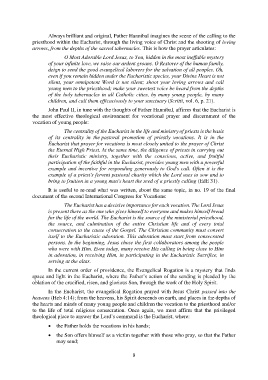 Always brilliant and original, Father Hannibal imagines the scene of the calling to the
priesthood within the Eucharist, through the loving voice of Christ and the shooting of loving
arrows, from the depths of the sacred tabernacles. This is how the prayer articulates:
O Most Adorable Lord Jesus, to You, hidden in the most ineffable mystery
of your infinite love, we raise our ardent groans. O Restorer of the human family,
deign to send the good evangelical laborers for the salvation of all peoples. Oh,
even if you remain hidden under the Eucharistic species, your Divine Heart is not
silent, your omnipotent Word is not silent: shoot your loving arrows and call
young men to the priesthood; make your sweetest voice be heard from the depths
of the holy tabernacles in all Catholic cities, by many young people, by many
children, and call them efficaciously to your sanctuary (Scritti, vol. 6, p. 21).
John Paul II, in tune with the thoughts of Father Hannibal, affirms that the Eucharist is
the most effective theological environment for vocational prayer and discernment of the
vocation of young people:
The centrality of the Eucharist in the life and ministry of priests is the basis
of its centrality in the pastoral promotion of priestly vocations. It is in the
Eucharist that prayer for vocations is most closely united to the prayer of Christ
the Eternal High Priest. At the same time, the diligence of priests in carrying out
their Eucharistic ministry, together with the conscious, active, and fruitful
participation of the faithful in the Eucharist, provides young men with a powerful
example and incentive for responding generously to God's call. Often it is the
example of a priest's fervent pastoral charity which the Lord uses to sow and to
bring to fruition in a young man's heart the seed of a priestly calling (EdE 31).
It is useful to re-read what was written, about the same topic, in no. 19 of the final
document of the second International Congress for Vocations:
The Eucharist has a decisive importance for each vocation. The Lord Jesus
is present there as the one who gives himself to everyone and makes himself bread
for the life of the world. The Eucharist is the source of the ministerial priesthood,
the source, and culmination of the entire Christian life and of every total
consecration to the cause of the Gospel. The Christian community must convert
itself to the Eucharistic adoration. This adoration must start from consecrated
persons. In the beginning, Jesus chose the first collaborators among the people
who were with Him. Even today, many receive His calling in being close to Him
in adoration, in receiving Him, in participating in the Eucharistic Sacrifice, in
serving at the altar.
In the current order of providence, the Evangelical Rogation is a mystery that finds
space and light in the Eucharist, where the Father's action of the sending is pleaded by the
oblation of the crucified, risen, and glorious Son, through the work of the Holy Spirit.
In the Eucharist, the evangelical Rogation prayed with Jesus Christ passed into the
heavens (Heb 4:14); from the heavens, his Spirit descends on earth, and places in the depths of
the hearts and minds of many young people and children the vocation to the priesthood and/or
to the life of total religious consecration. Once again, we must affirm that the privileged
theological place to answer the Lord's command is the Eucharist, where:
• the Father holds the vocations in his hands;
• the Son offers himself as a victim together with those who pray, so that the Father
may send;
8